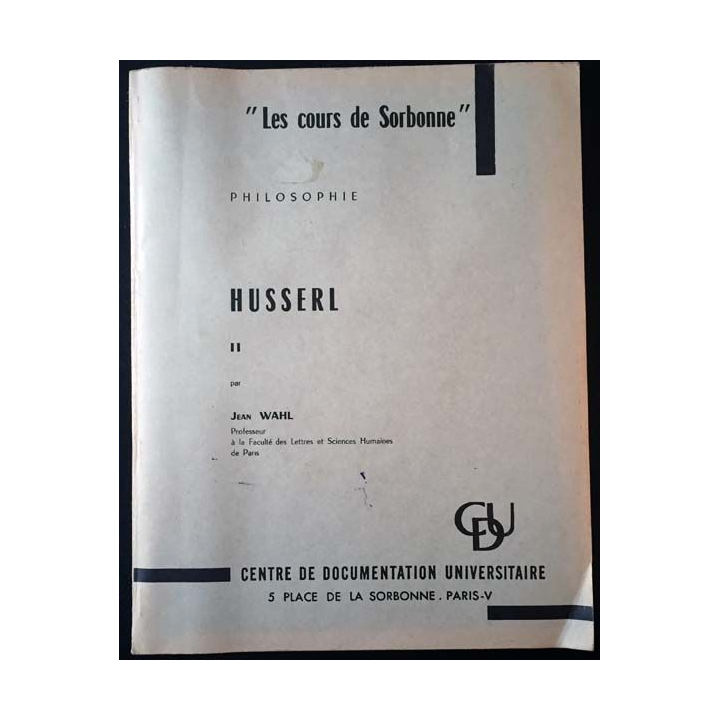 "Les cours de Sorbonne"
PHILOSOPHIE
HUSSERL
II
par
JEAN WAHL
Professeur
à la Faculté des Lettres et Sciences Humaines
de Paris
CDU
CENTRE DE DOCUMENTATION UNIVERSITAIRE
5 PLACE DE LA SORBONNE. PARIS-V